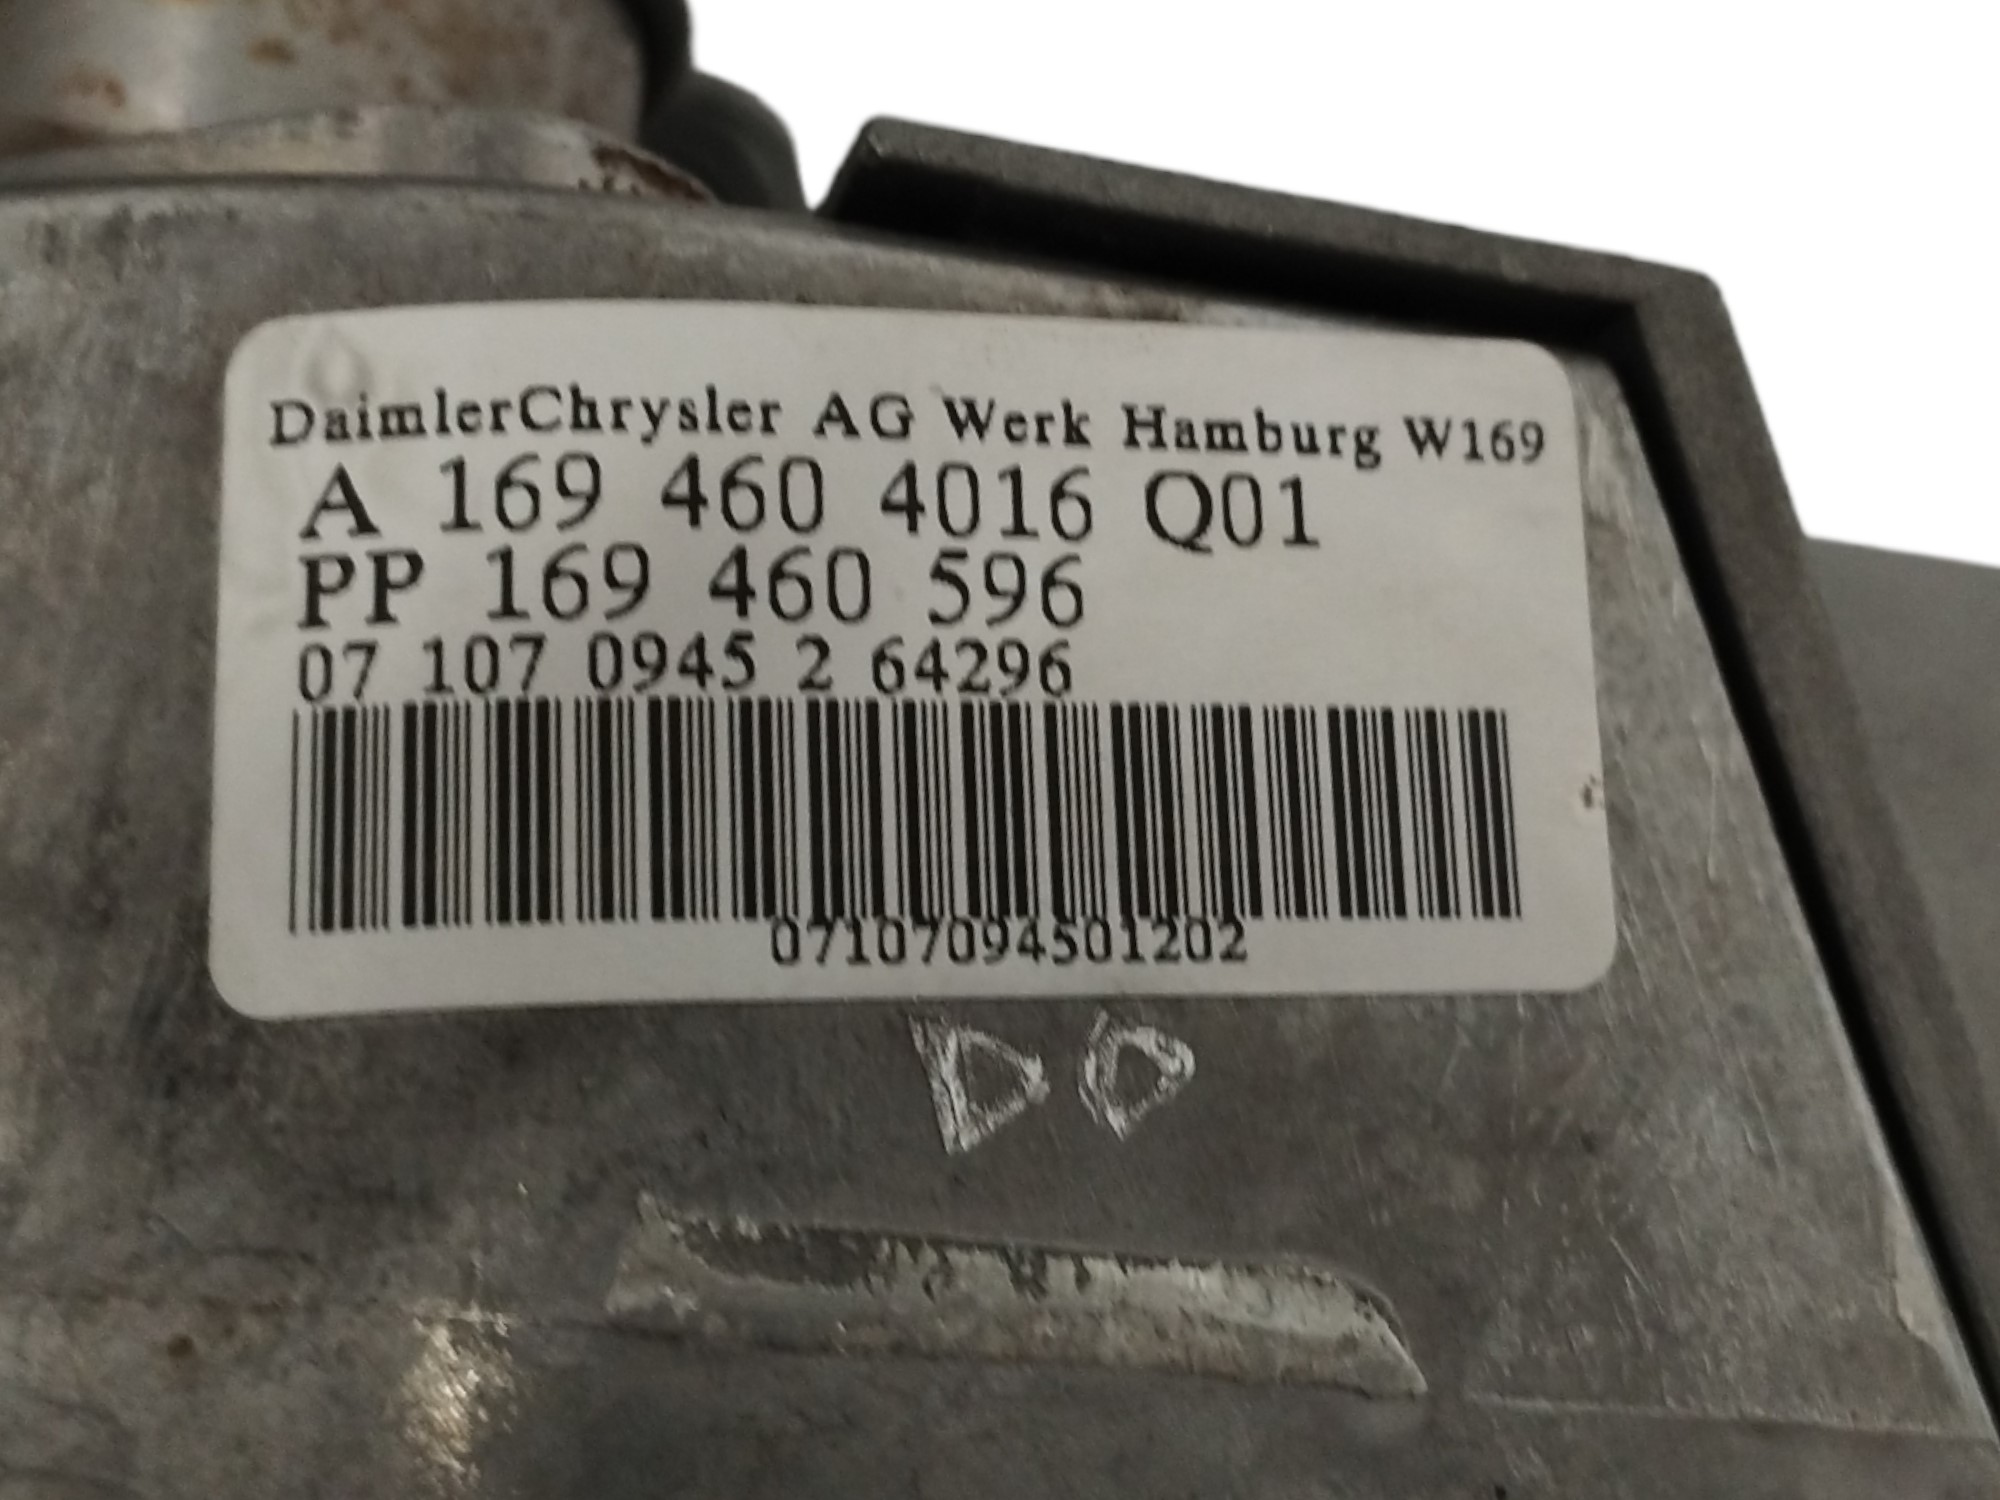 DaimlerChrysler AG Werk Hamburg W169
A 169 460 4016 Q01
PP 169 460 596
07 107 0945 2 64296
07107094501202
DO